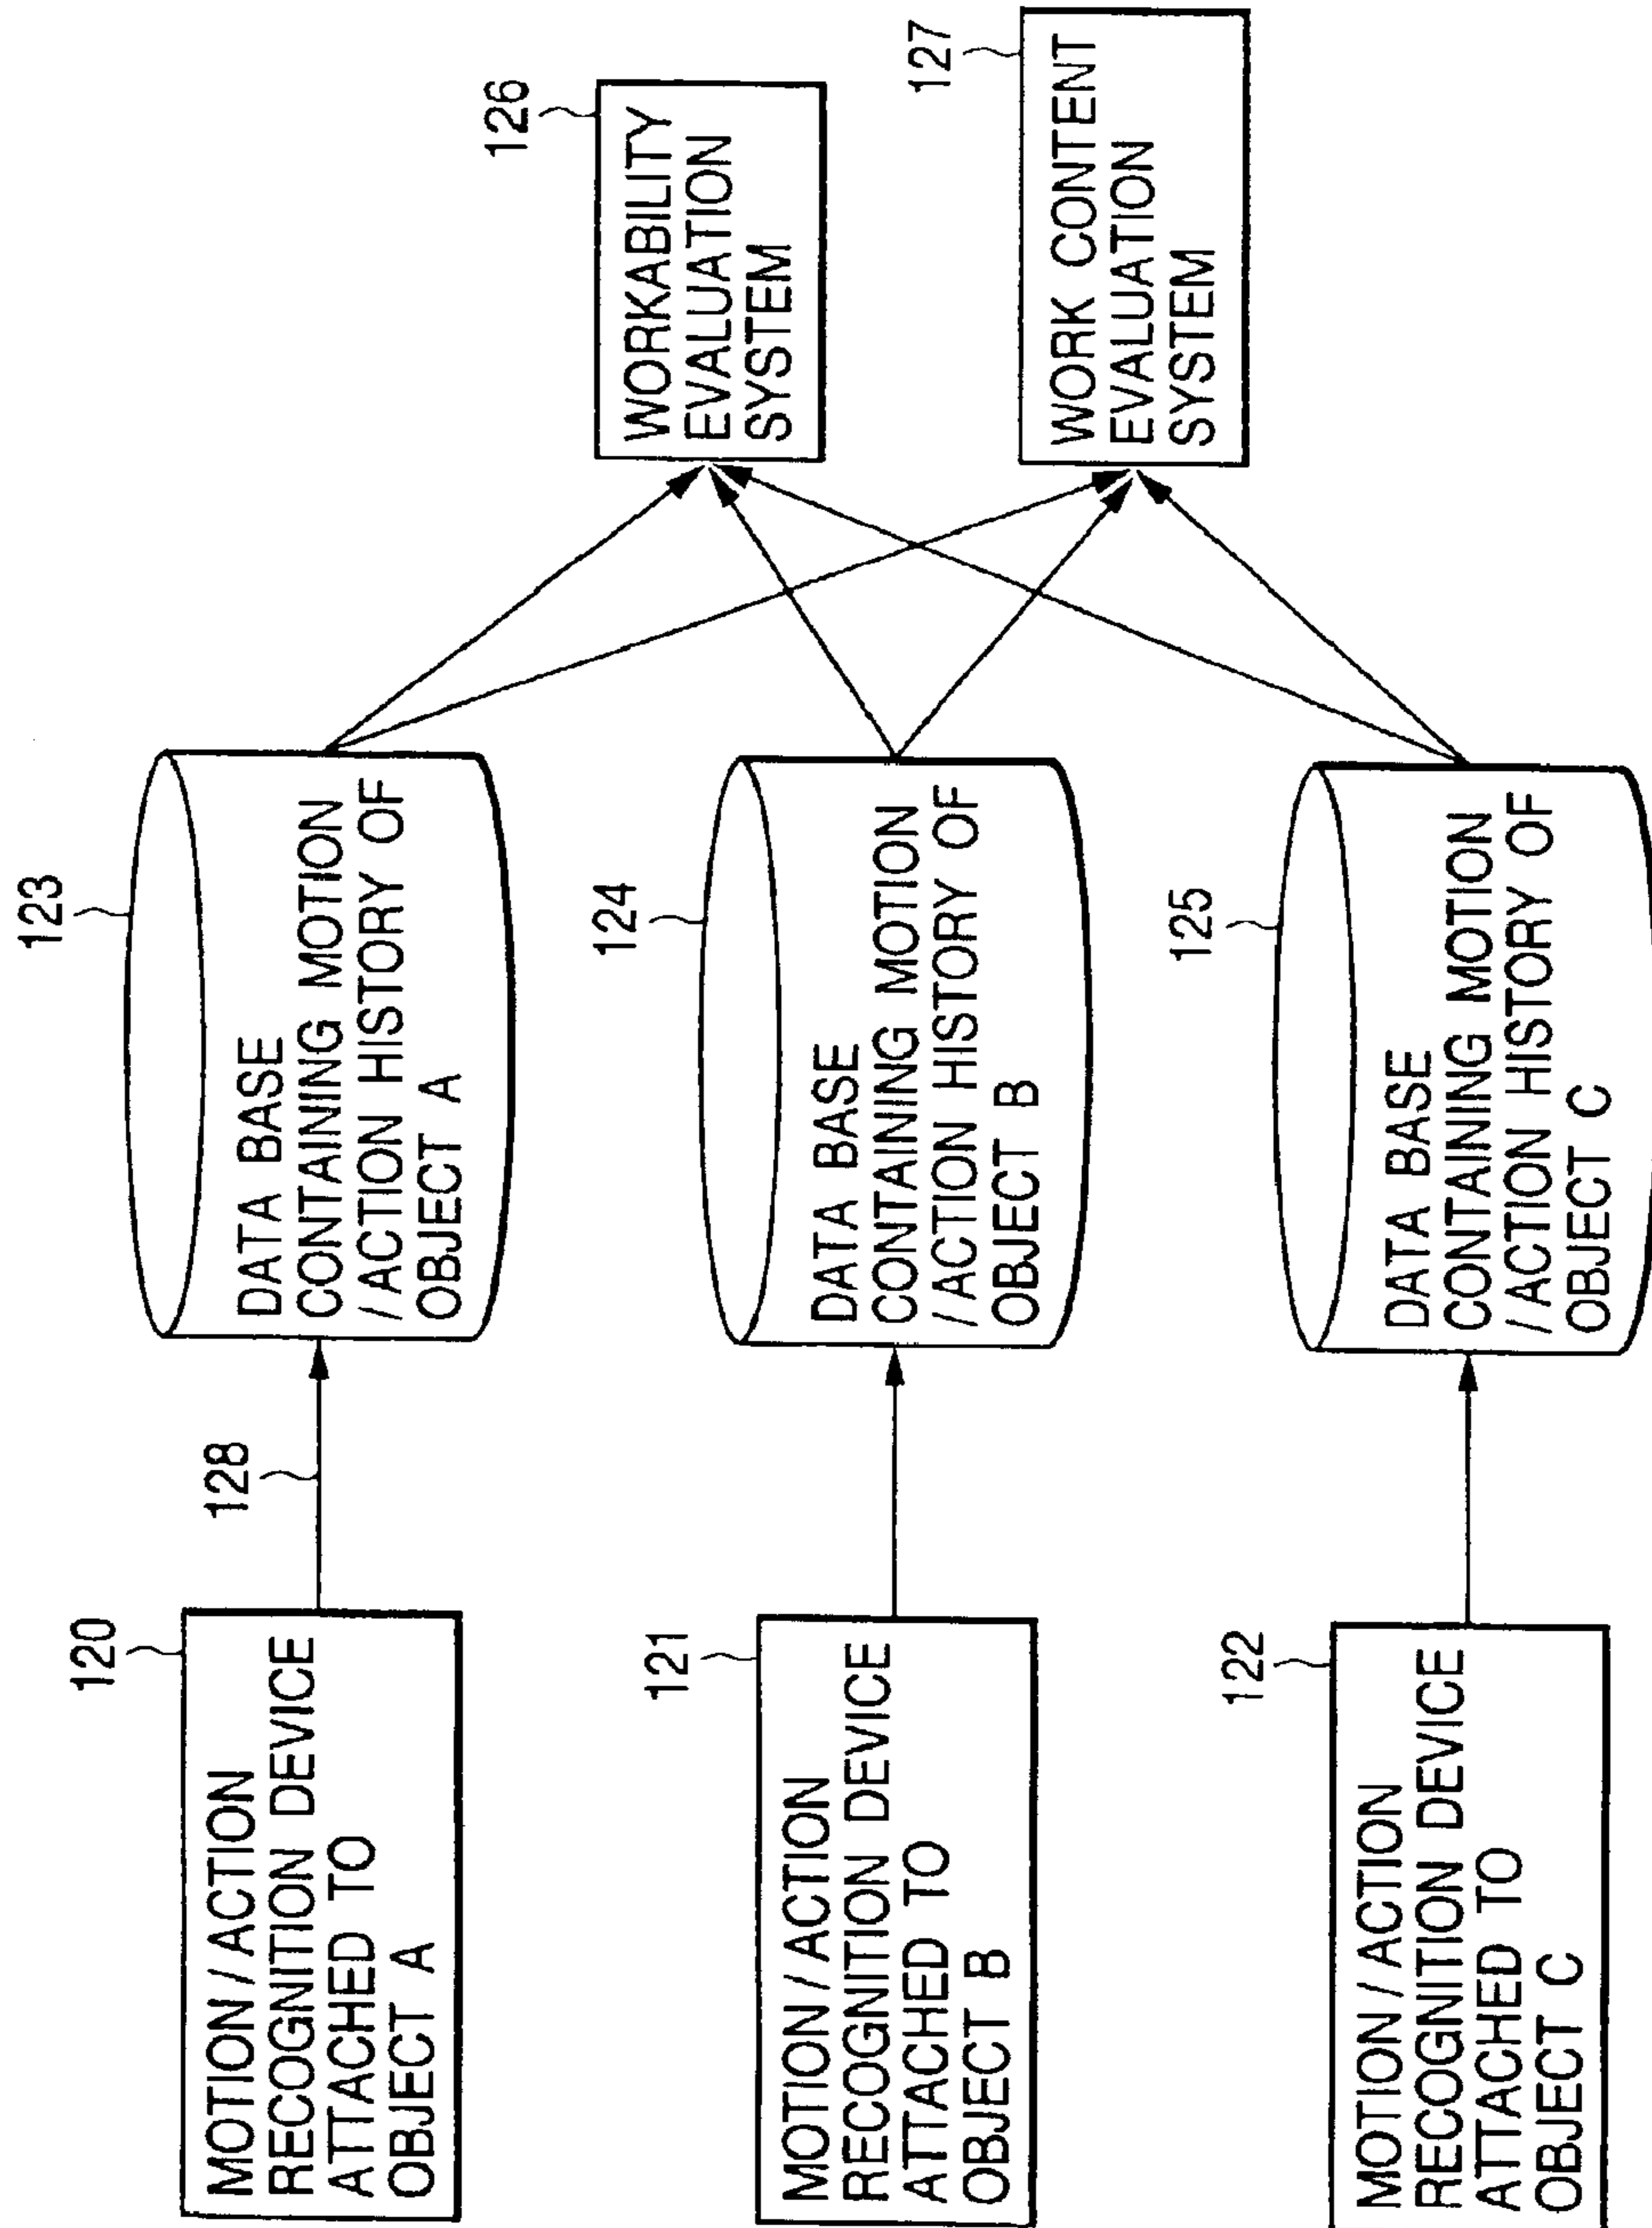 120
MOTION / ACTION
RECOGNITION DEVICE
ATTACHED TO
OBJECT A
128
123
DATA BASE
CONTAINING MOTION
/ACTION HISTORY OF
OBJECT A
121
MOTION / ACTION
RECOGNITION DEVICE
ATTACHED TO
OBJECT B
124
DATA BASE
CONTAINING MOTION
/ACTION HISTORY OF
OBJECT B
122
MOTION / ACTION
RECOGNITION DEVICE
ATTACHED TO
OBJECT C
125
DATA BASE
CONTAINING MOTION
/ACTION HISTORY OF
OBJECT C
126
WORKABILITY
EVALUATION
SYSTEM
127
WORK CONTENT
EVALUATION
SYSTEM